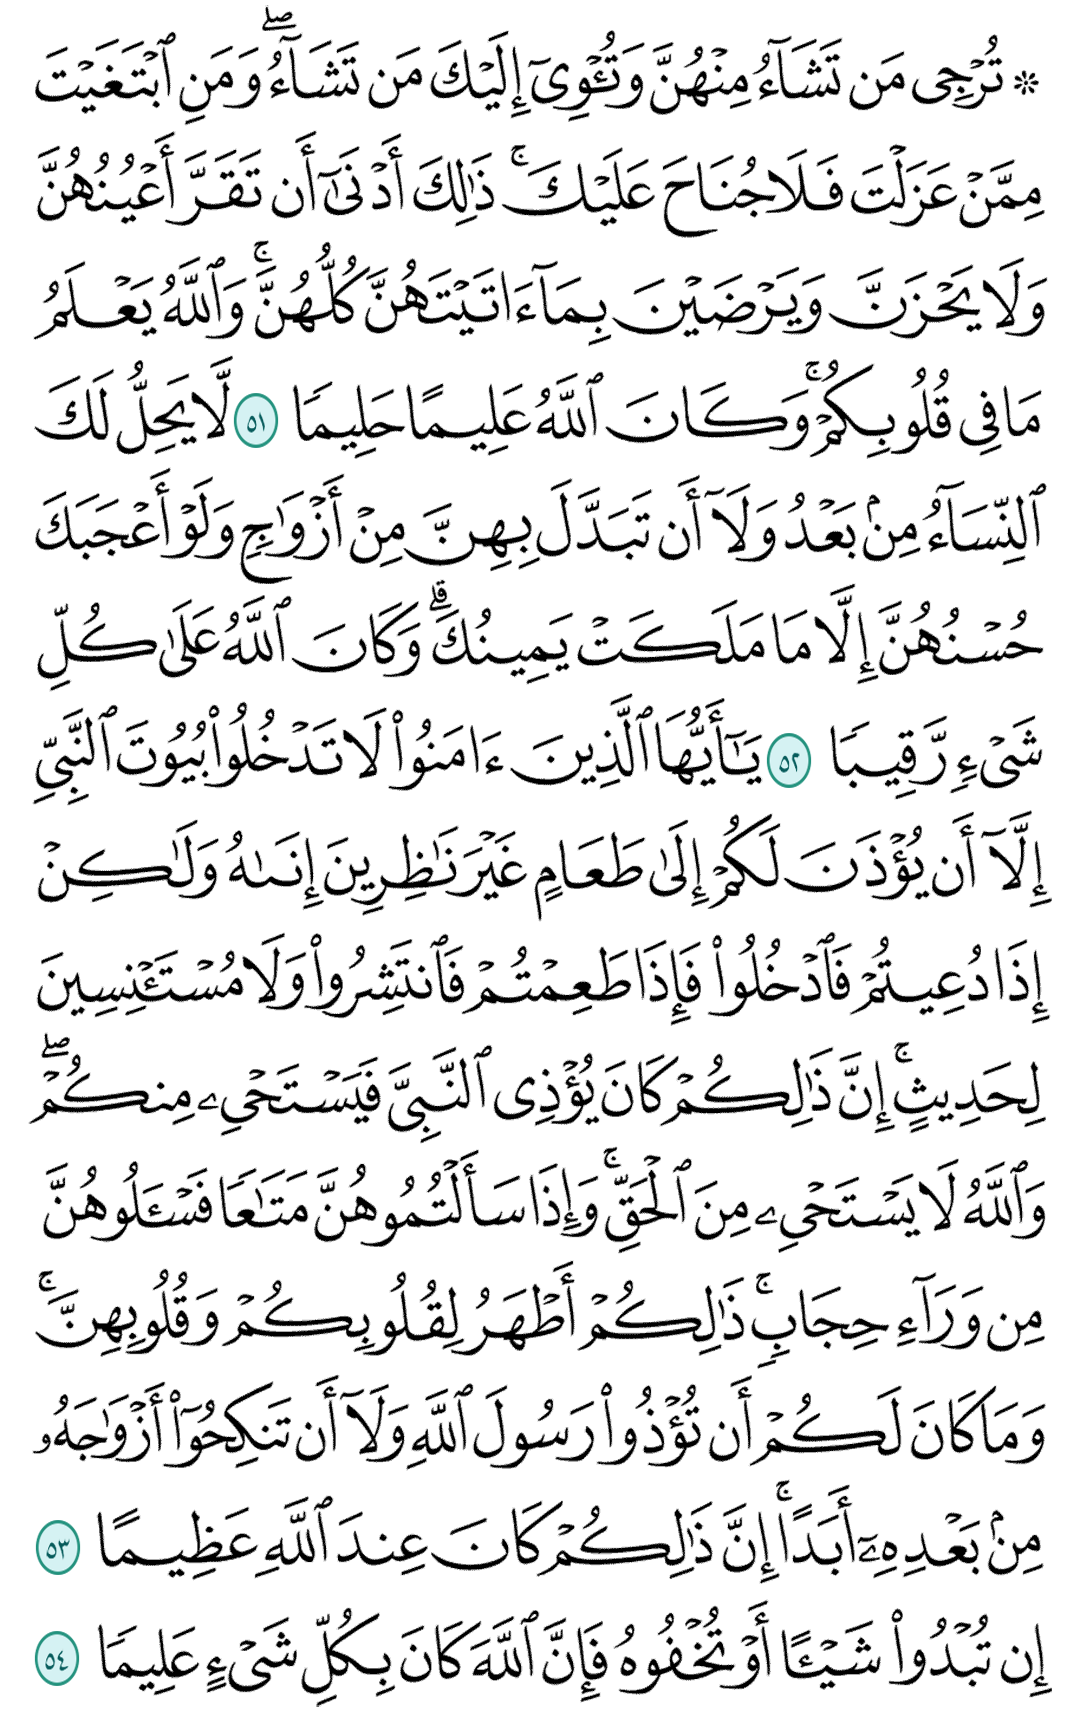 ۞ تُرْجِى مَن تَشَآءُ مِنْهُنَّ وَتُـْٔوِىٓ إِلَيْكَ مَن تَشَآءُ ۖ وَمَنِ ٱبْتَغَيْتَ
مِمَّنْ عَزَلْتَ فَلَا جُنَاحَ عَلَيْكَ ۚ ذَٰلِكَ أَدْنَىٰٓ أَن تَقَرَّ أَعْيُنُهُنَّ
وَلَا يَحْزَنَّ وَيَرْضَيْنَ بِمَآ ءَاتَيْتَهُنَّ كُلُّهُنَّ ۚ وَٱللَّهُ يَعْلَمُ
مَا فِى قُلُوبِكُمْ ۚ وَكَانَ ٱللَّهُ عَلِيمًا حَلِيمًا ٥١ لَّا يَحِلُّ لَكَ
ٱلنِّسَآءُ مِنۢ بَعْدُ وَلَآ أَن تَبَدَّلَ بِهِنَّ مِنْ أَزْوَٰجٍ وَلَوْ أَعْجَبَكَ
حُسْنُهُنَّ إِلَّا مَا مَلَكَتْ يَمِينُكَ ۗ وَكَانَ ٱللَّهُ عَلَىٰ كُلِّ
شَىْءٍ رَّقِيبًا ٥٢ يَـٰٓأَيُّهَا ٱلَّذِينَ ءَامَنُوا۟ لَا تَدْخُلُوا۟ بُيُوتَ ٱلنَّبِىِّ
إِلَّآ أَن يُؤْذَنَ لَكُمْ إِلَىٰ طَعَامٍ غَيْرَ نَـٰظِرِينَ إِنَىٰهُ وَلَـٰكِنْ
إِذَا دُعِيتُمْ فَٱدْخُلُوا۟ فَإِذَا طَعِمْتُمْ فَٱنتَشِرُوا۟ وَلَا مُسْتَـْٔنِسِينَ
لِحَدِيثٍ ۚ إِنَّ ذَٰلِكُمْ كَانَ يُؤْذِى ٱلنَّبِىَّ فَيَسْتَحْىِۦ مِنكُمْ ۖ
وَٱللَّهُ لَا يَسْتَحْىِۦ مِنَ ٱلْحَقِّ ۚ وَإِذَا سَأَلْتُمُوهُنَّ مَتَـٰعًا فَسْـَٔلُوهُنَّ
مِن وَرَآءِ حِجَابٍ ۚ ذَٰلِكُمْ أَطْهَرُ لِقُلُوبِكُمْ وَقُلُوبِهِنَّ ۚ
وَمَا كَانَ لَكُمْ أَن تُؤْذُوا۟ رَسُولَ ٱللَّهِ وَلَآ أَن تَنكِحُوٓا۟ أَزْوَٰجَهُۥ
مِنۢ بَعْدِهِۦٓ أَبَدًا ۚ إِنَّ ذَٰلِكُمْ كَانَ عِندَ ٱللَّهِ عَظِيمًا ٥٣
إِن تُبْدُوا۟ شَيْـًٔا أَوْ تُخْفُوهُ فَإِنَّ ٱللَّهَ كَانَ بِكُلِّ شَىْءٍ عَلِيمًا ٥٤